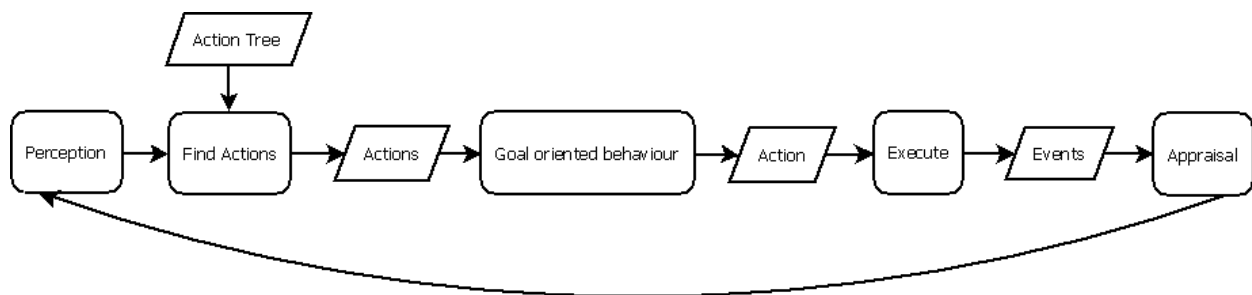 Action Tree
Perception
Find Actions
Actions
Goal oriented behaviour
Action
Execute
Events
Appraisal